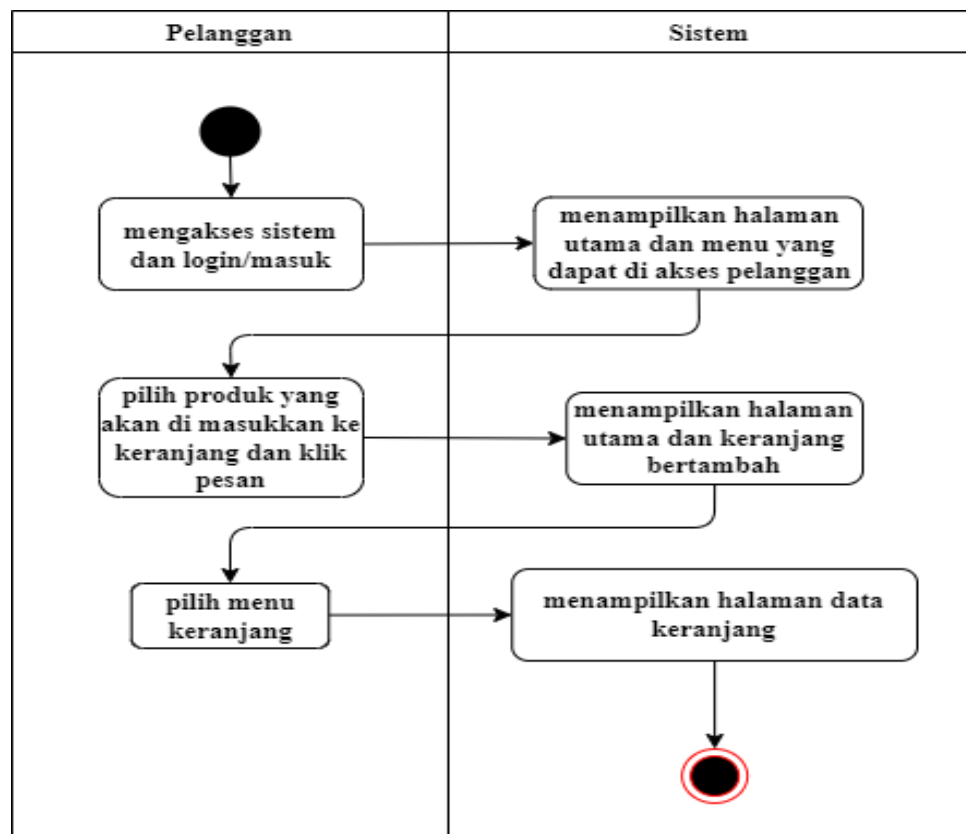 Pelanggan
Sistem
mengakses sistem
dan login/masuk
menampilkan halaman
utama dan menu yang
dapat di akses pelanggan
pilih produk yang
akan di masukkan ke
keranjang dan klik
pesan
menampilkan halaman
utama dan keranjang
bertambah
pilih menu
keranjang
menampilkan halaman data
keranjang